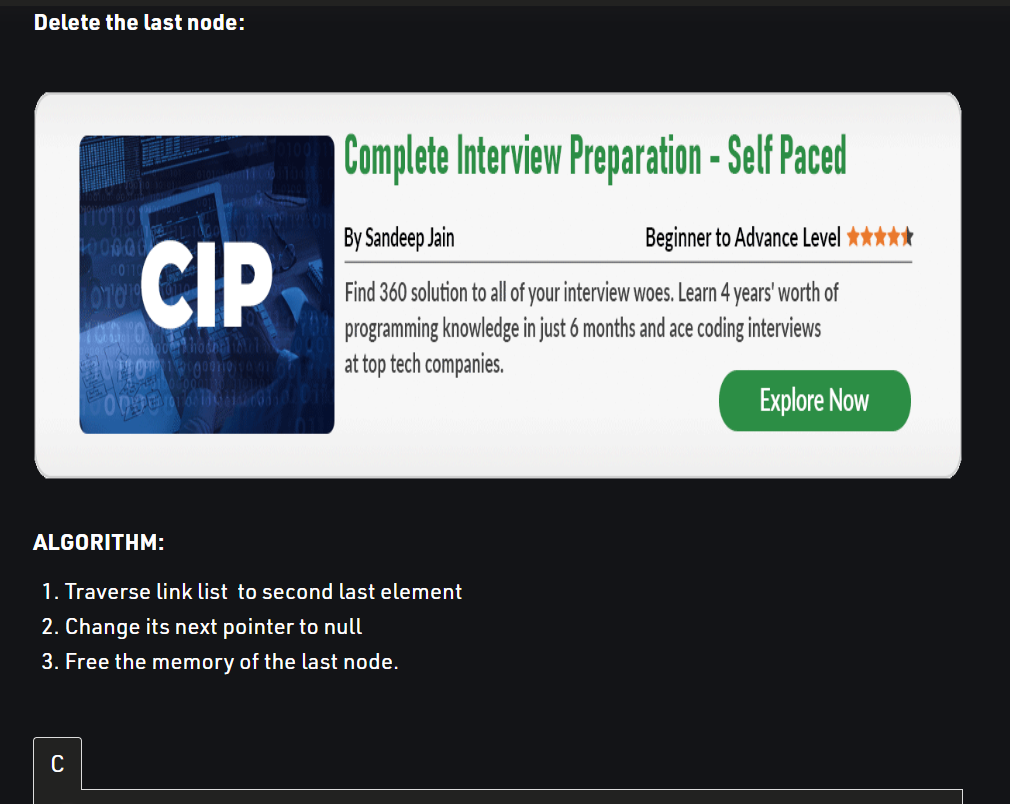 Delete the last node:
CIP
Complete Interview Preparation - Self Paced
By Sandeep Jain
Beginner to Advance Level
Find 360 solution to all of your interview woes. Learn 4 years' worth of
programming knowledge in just 6 months and ace coding interviews
at top tech companies.
Explore Now
ALGORITHM:
1. Traverse link list  to second last element
2. Change its next pointer to null
3. Free the memory of the last node.
C